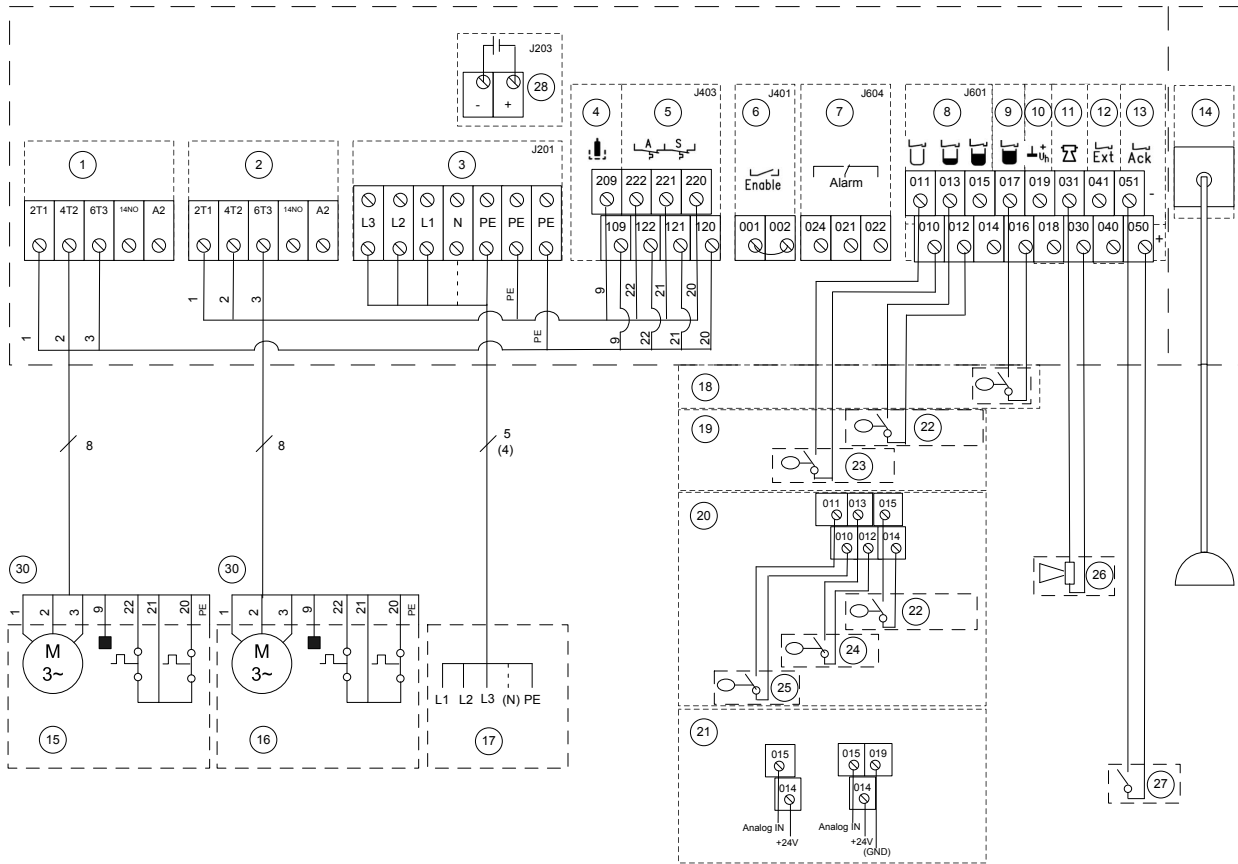 J203
- + 28
4 5 J403
6 J401
7 J604
8 9 10 11 12 13 J601
14
1
2
3 J201
A S
Enable
Alarm
+ Uh
Ext
Ack
2T1 4T2 6T3 14NO A2
2T1 4T2 6T3 14NO A2
L3 L2 L1 N PE PE PE
209 222 221 220
109 122 121 120
001 002
024 021 022
011 013 015 017 019 031 041 051 -
010 012 014 016 018 030 040 050 +
1 2 3 PE 9 22 21 20
1 2 3 PE 9 22 21 20
18
19 22
23
8
8
5
(4)
20
011 013 015
010 012 014
22
24
25
26
30
30
1 2 3 9 22 21 20 PE
1 2 3 9 22 21 20 PE
M
3~
M
3~
L1 L2 L3 (N) PE
15
16
17
21
015
014
Analog IN
+24V
015 019
014
Analog IN
+24V
(GND)
27